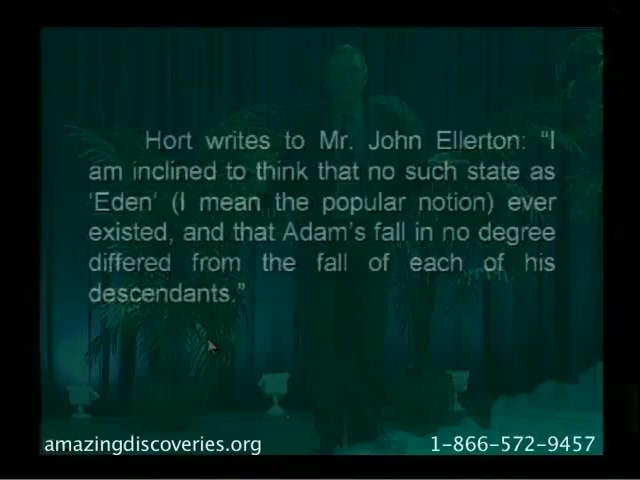 Hort writes to Mr. John Ellerton: “I
am inclined to think that no such state as
‘Eden’ (I mean the popular notion) ever
existed, and that Adam’s fall in no degree
differed from the fall of each of his
descendants.”
amazingdiscoveries.org 1-866-572-9457